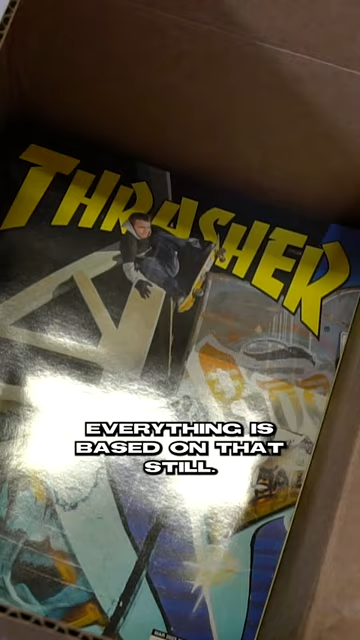 THRASHER
EVERYTHING IS
BASED ON THAT
STILL.